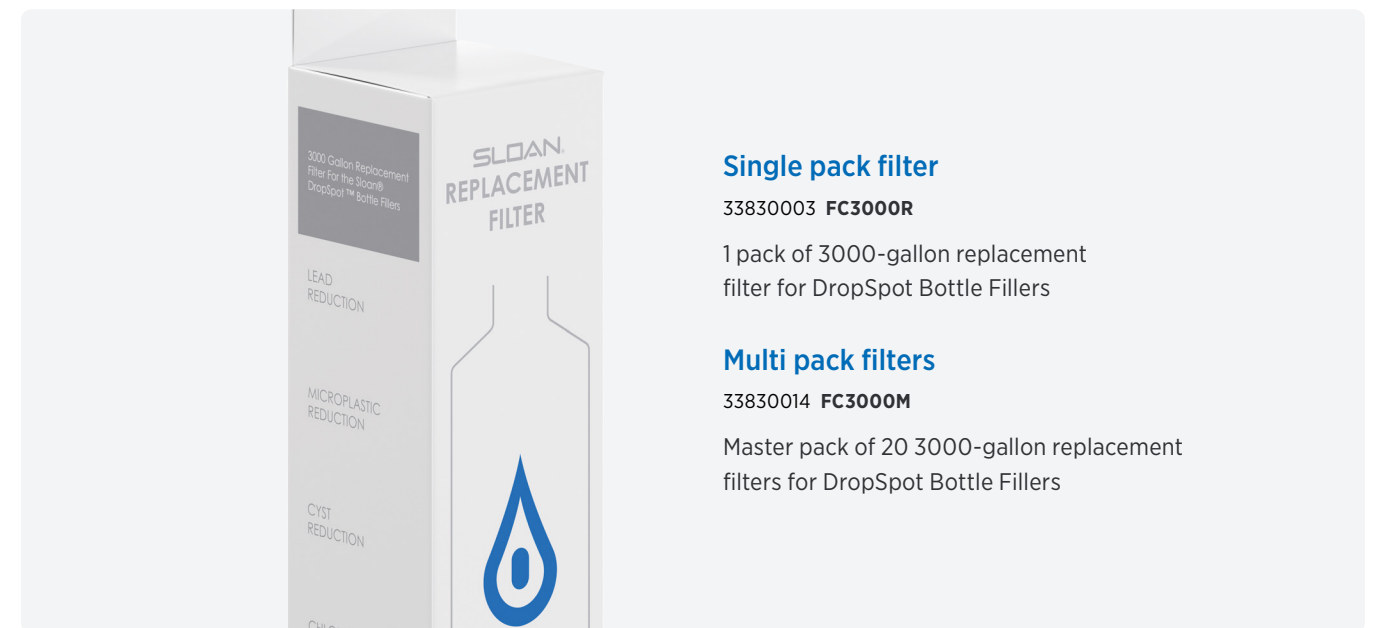 3000 Gallon Replacement
Filter For the Sloan®
DropSpot ™ Bottle Fillers
LEAD
REDUCTION
MICROPLASTIC
REDUCTION
CYST
REDUCTION
SLOAN®
REPLACEMENT
FILTER
Single pack filter
33830003 FC3000R
1 pack of 3000-gallon replacement
filter for DropSpot Bottle Fillers
Multi pack filters
33830014 FC3000M
Master pack of 20 3000-gallon replacement
filters for DropSpot Bottle Fillers